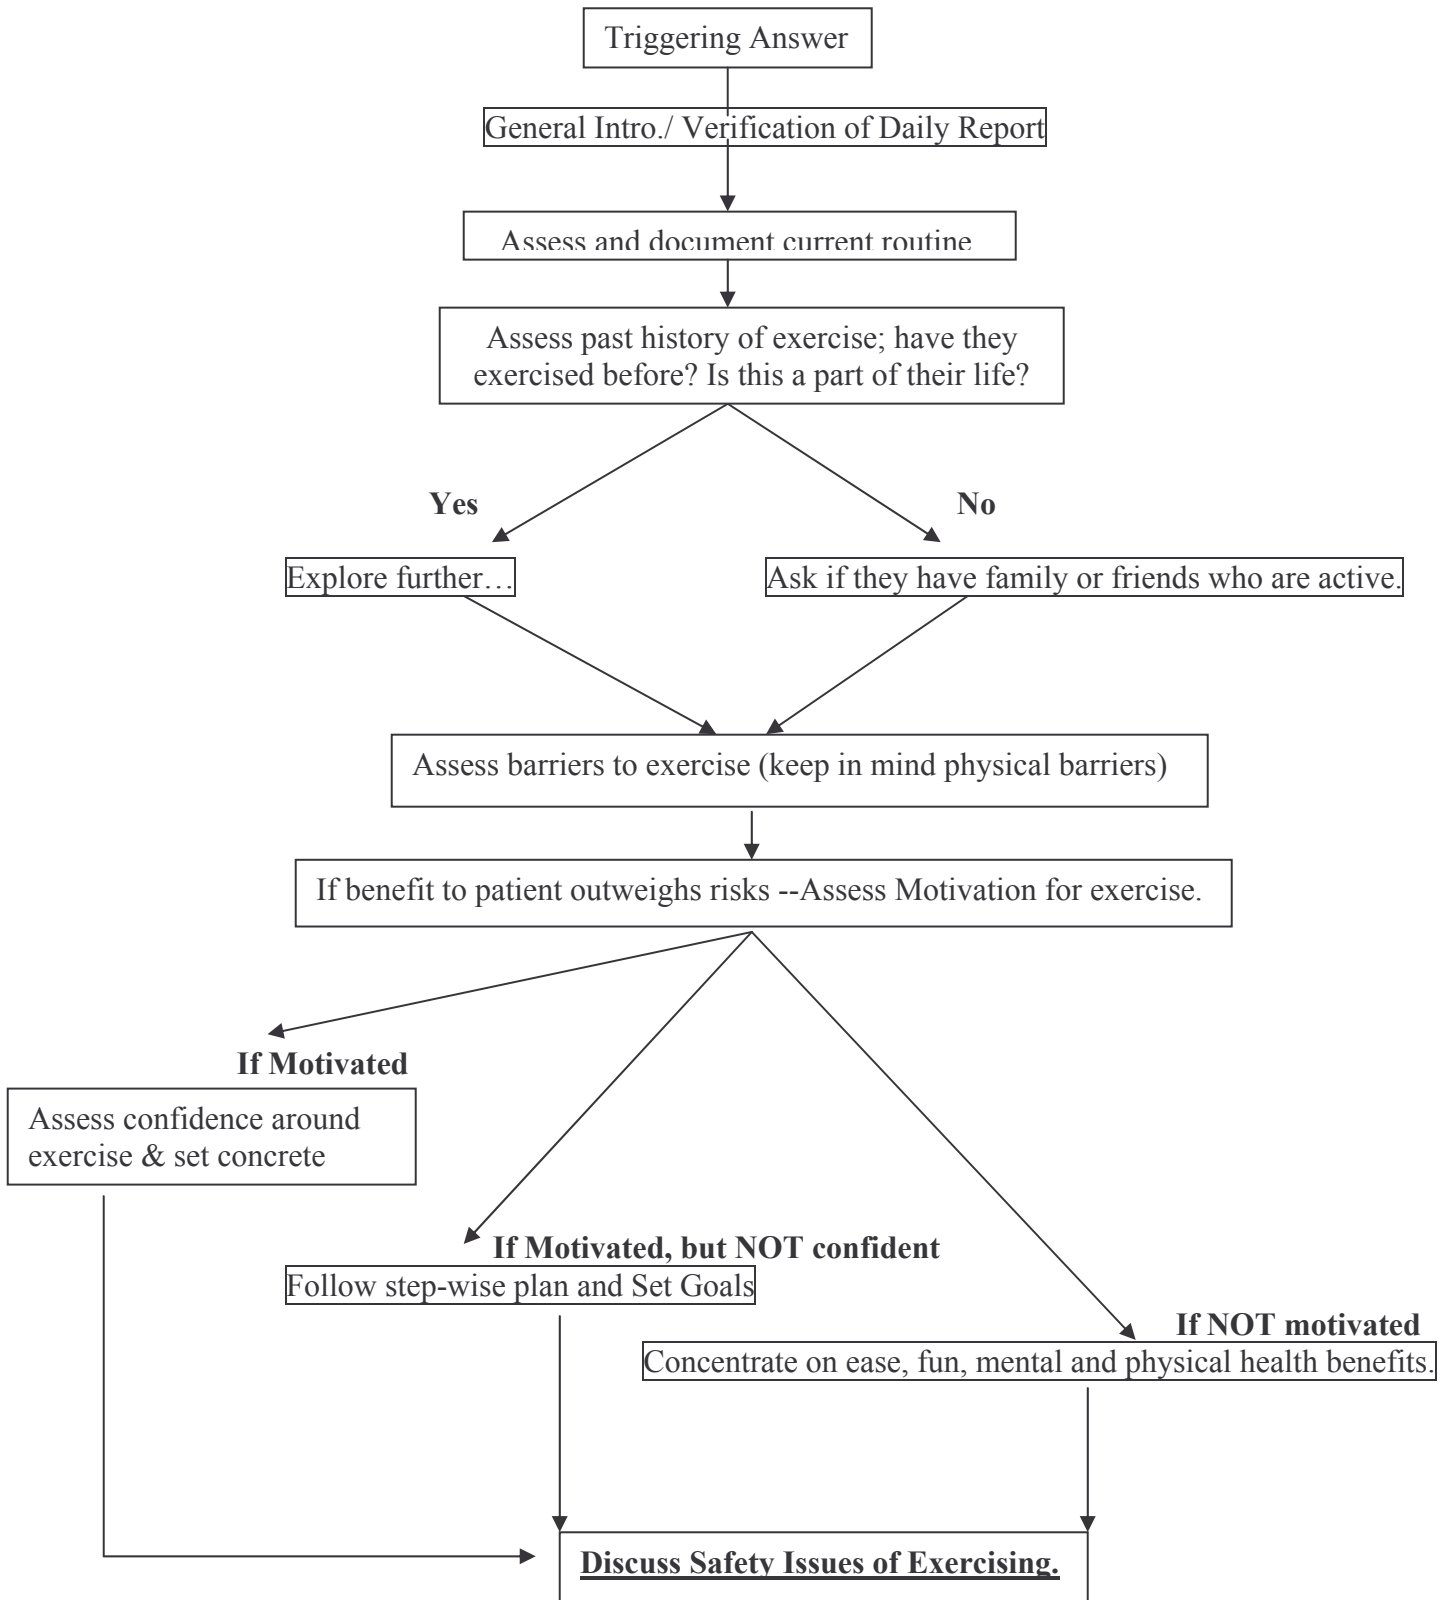 Triggering Answer
General Intro./ Verification of Daily Report
Assess and document current routine
Assess past history of exercise; have they
exercised before? Is this a part of their life?
Yes
No
Explore further…
Ask if they have family or friends who are active.
Assess barriers to exercise (keep in mind physical barriers)
If benefit to patient outweighs risks --Assess Motivation for exercise.
If Motivated
Assess confidence around
exercise & set concrete
If Motivated, but NOT confident
Follow step-wise plan and Set Goals
If NOT motivated
Concentrate on ease, fun, mental and physical health benefits.
Discuss Safety Issues of Exercising.